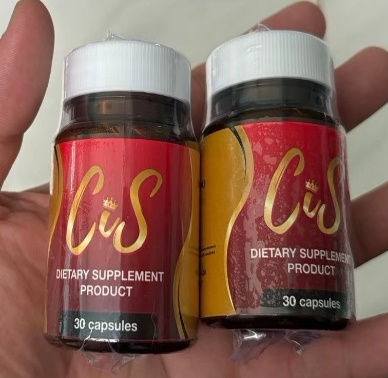 CiS
DIETARY SUPPLEMENT
PRODUCT
30 capsules
CiS
DIETARY SUPPLEMENT
PRODUCT
30 capsules